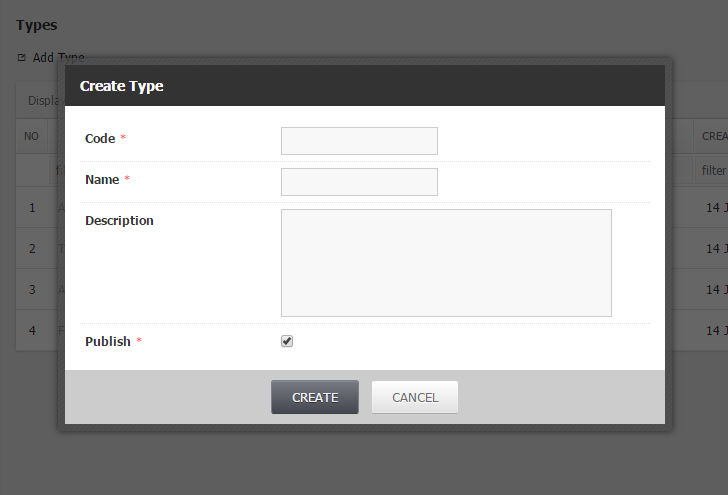 Types
Add Type
Create Type
Displa
NO
CREA
filter
Code *
Name *
Description
Publish *
1
14 J
2
14 J
3
14 J
4
14 J
CREATE
CANCEL